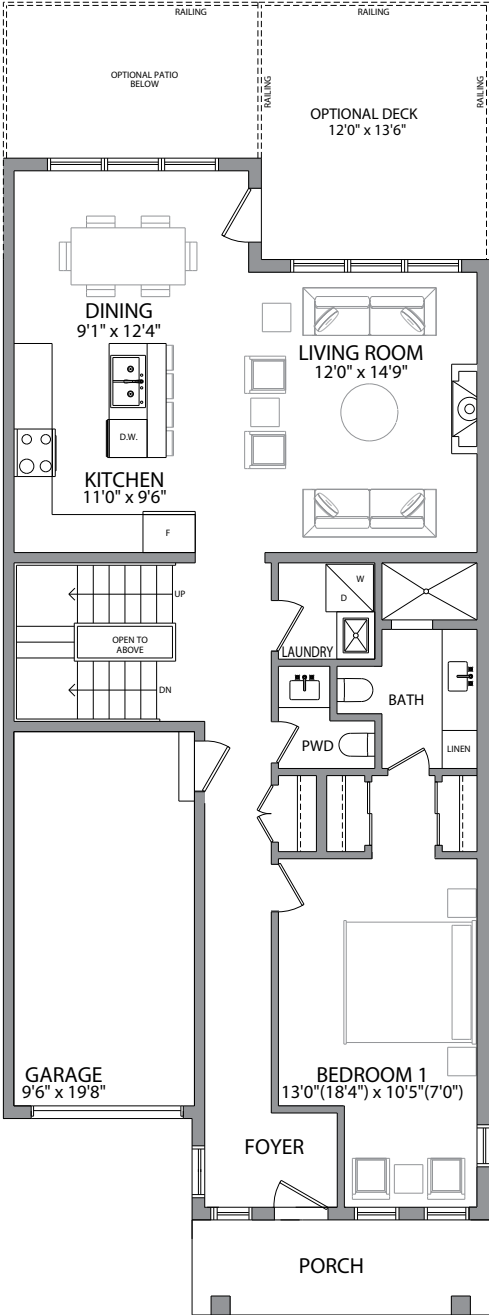 RAILING
RAILING
OPTIONAL PATIO
BELOW
RAILING
RAILING
OPTIONAL DECK
12'0" x 13'6"
DINING
9'1" x 12'4"
LIVING ROOM
12'0" x 14'9"
D.W.
KITCHEN
11'0" x 9'6"
F
W
D
UP
OPEN TO
ABOVE
LAUNDRY
DN
BATH
PWD
LINEN
GARAGE
9'6" x 19'8"
BEDROOM 1
13'0"(18'4") x 10'5"(7'0")
FOYER
PORCH